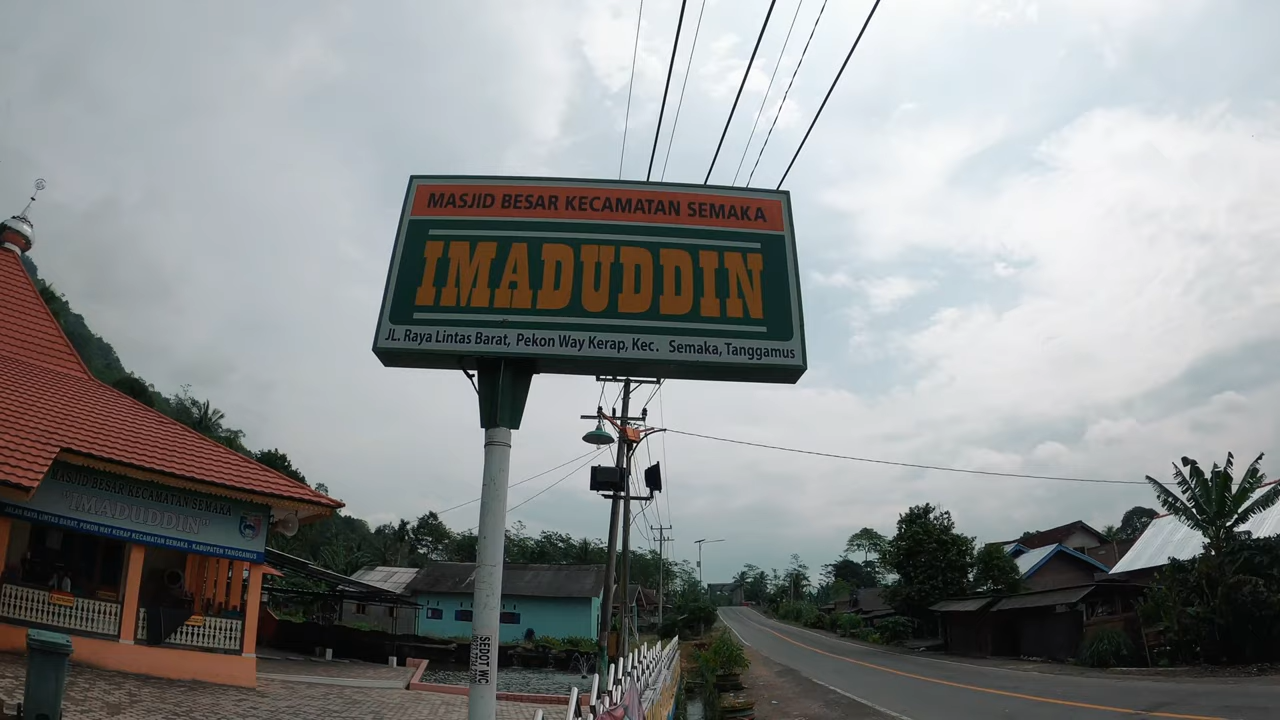 MASJID BESAR KECAMATAN SEMAKA
IMADUDDIN
JL. Raya Lintas Barat, Pekon Way Kerap, Kec. Semaka, Tanggamus
MASJID BESAR KECAMATAN SEMAKA
"IMADUDDIN"
JALAN RAYA LINTAS BARAT, PEKON WAY KERAP KECAMATAN SEMAKA - KABUPATEN TANGGAMUS
SEDOT WC